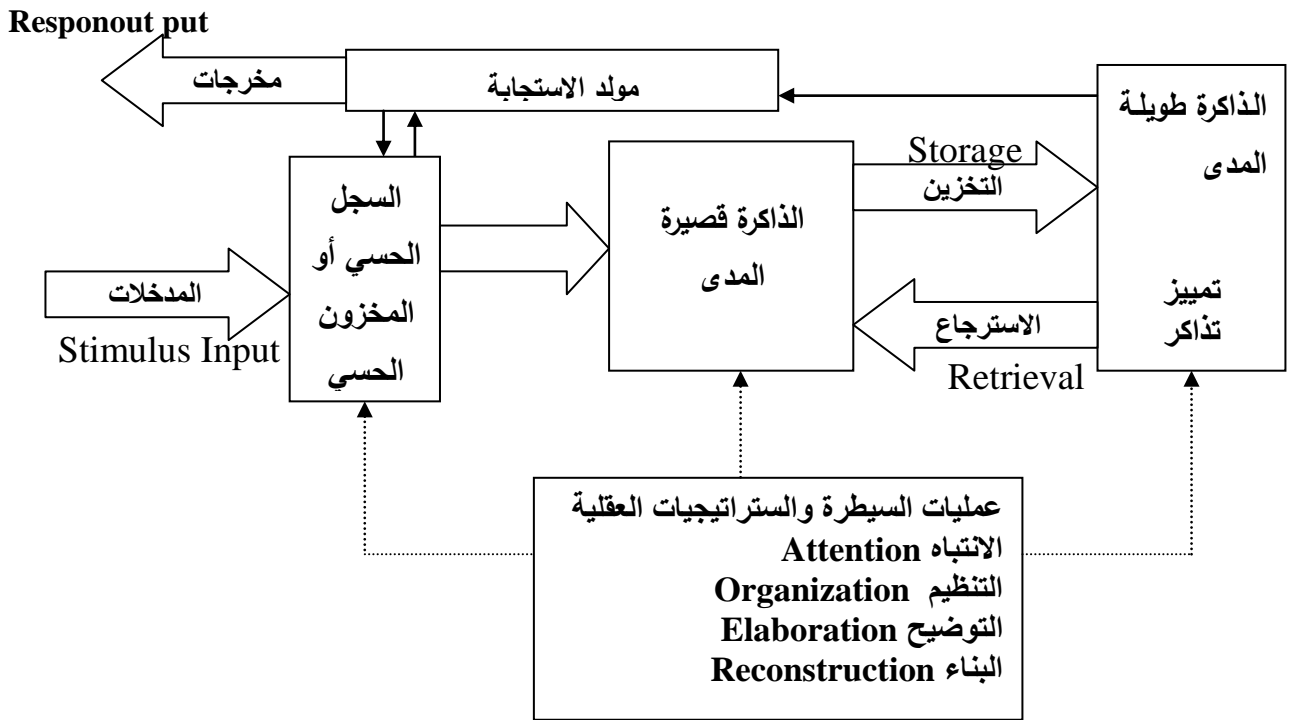 Responout put
مخرجات
مولد الاستجابة
الذاكرة طويلة
المدى
تمييز
تذاكر
Storage
التخزين
الذاكرة قصيرة
المدى
السجل
الحسي أو
المخزون
الحسي
المدخلات
Stimulus Input
الاسترجاع
Retrieval
عمليات السيطرة والستراتيجيات العقلية
الانتباه Attention
التنظيم Organization
التوضيح Elaboration
البناء Reconstruction